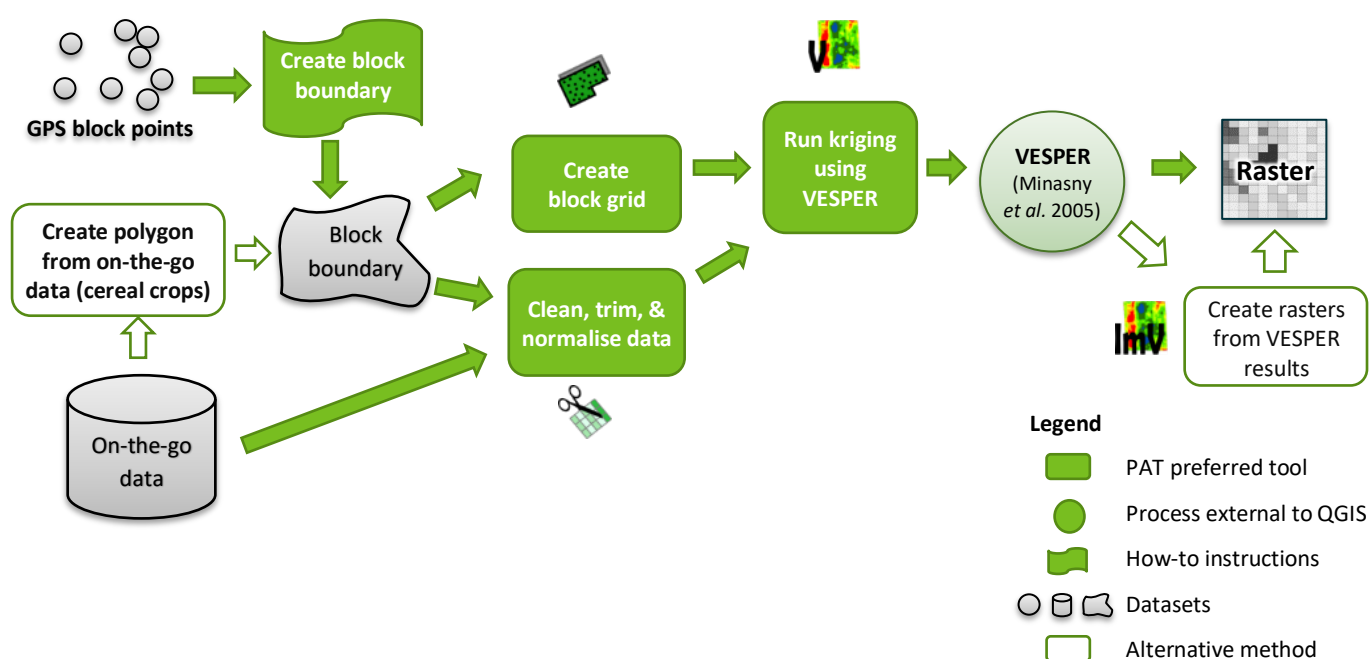 GPS block points
Create block
boundary
Create polygon
from on-the-go
data (cereal crops)
On-the-go
data
Block
boundary
Create
block grid
Clean, trim, &
normalise data
V
Run kriging
using
VESPER
VESPER
(Minasny
et al. 2005)
Raster
ImV
Create rasters
from VESPER
results
Legend
PAT preferred tool
Process external to QGIS
How-to instructions
Datasets
Alternative method